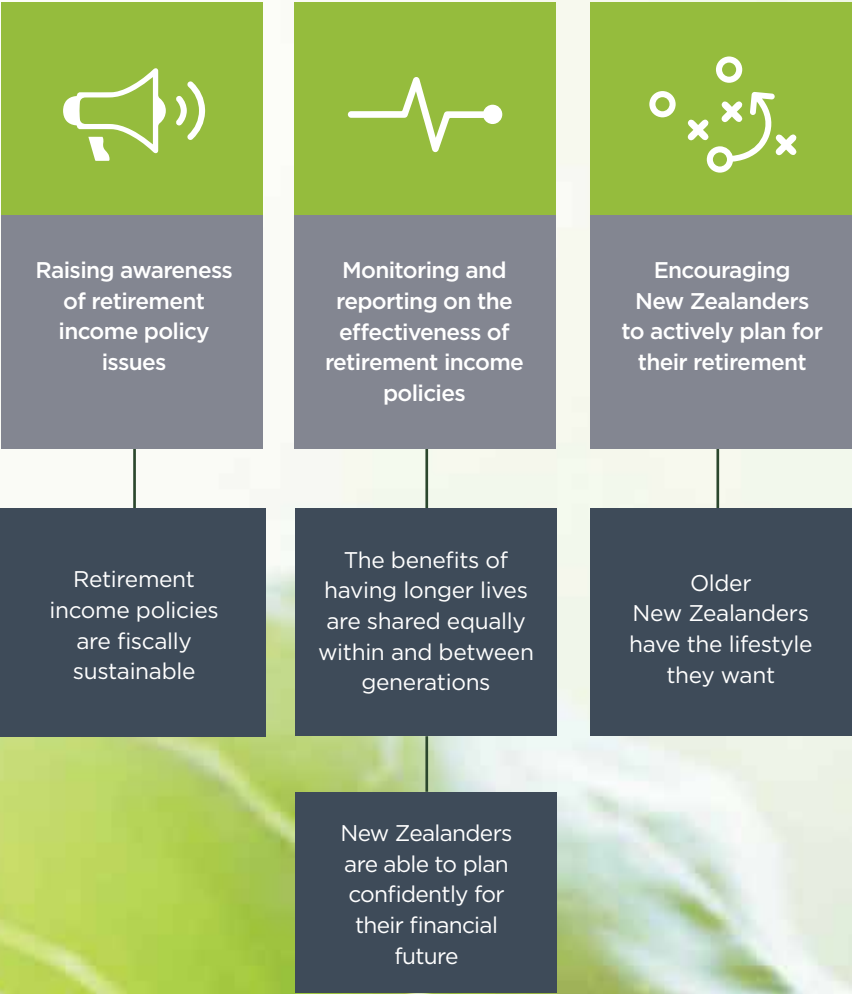 Raising awareness
of retirement
income policy
issues
Monitoring and
reporting on the
effectiveness of
retirement income
policies
Encouraging
New Zealanders
to actively plan for
their retirement
Retirement
income policies
are fiscally
sustainable
The benefits of
having longer lives
are shared equally
within and between
generations
Older
New Zealanders
have the lifestyle
they want
New Zealanders
are able to plan
confidently for
their financial
future